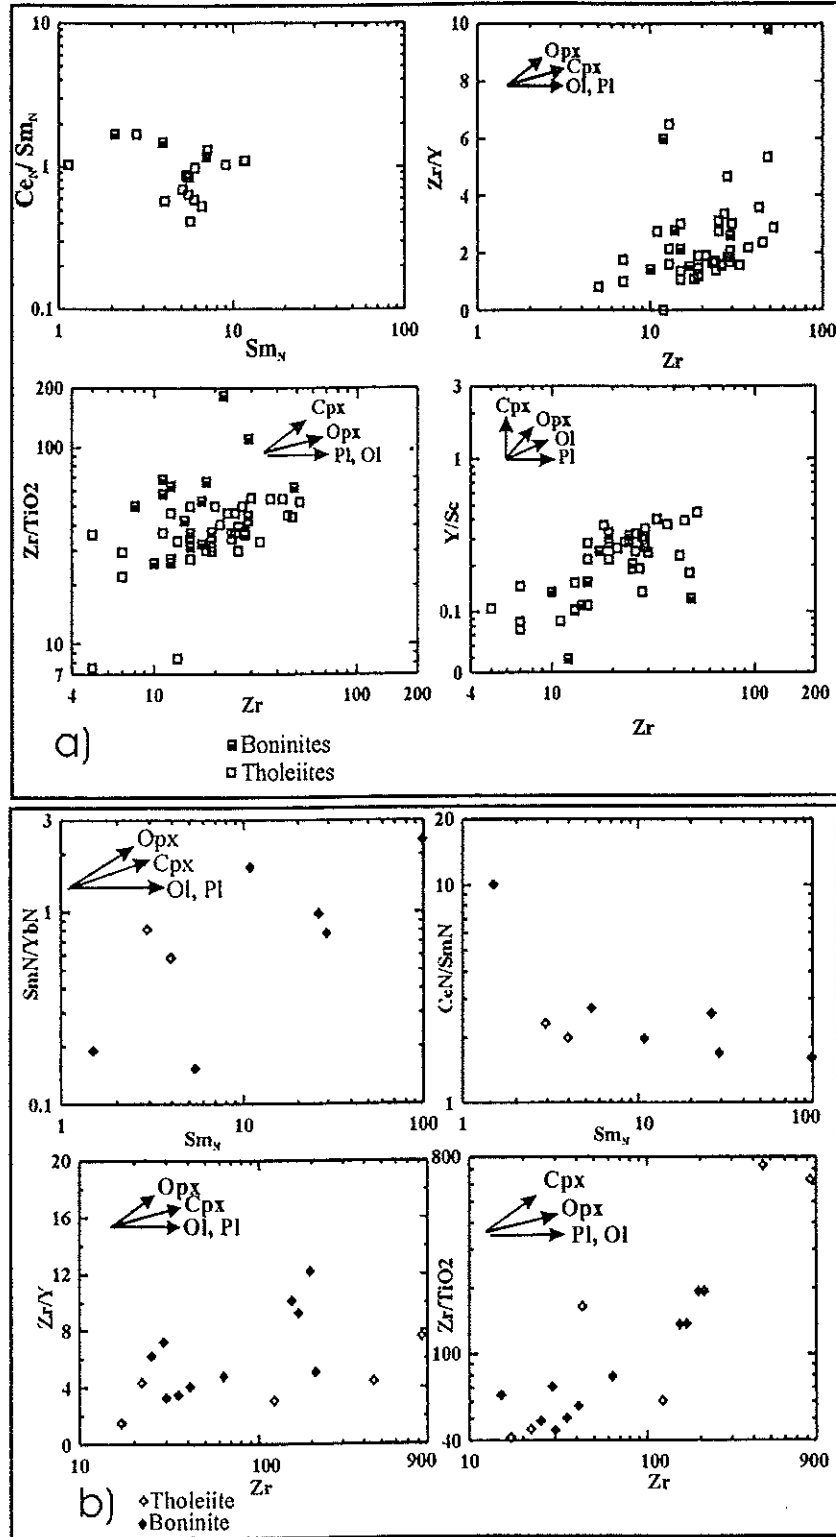 10
1
0.1
Ce_N/Sm_N
1
10
100
Sm_N
10
8
6
4
2
0
Zr/Y
Opx
Cpx
Ol, Pl
1
10
100
Zr
200
100
10
7
Zr/TiO2
Cpx
Opx
Pl, Ol
4
10
100
200
Zr
3
1
0.1
0
Y/Sc
Cpx
Opx
Ol
Pl
4
10
100
200
Zr
a)
Boninites
Tholeiites
3
1
0.1
SmN/YbN
Opx
Cpx
Ol, Pl
1
10
100
Sm_N
20
10
1
CeN/SmN
1
10
100
Sm_N
20
16
12
8
4
0
Zr/Y
Opx
Cpx
Ol, Pl
10
100
900
Zr
800
100
40
Zr/TiO2
Cpx
Opx
Pl, Ol
10
100
900
Zr
b)
Tholeiite
Boninite